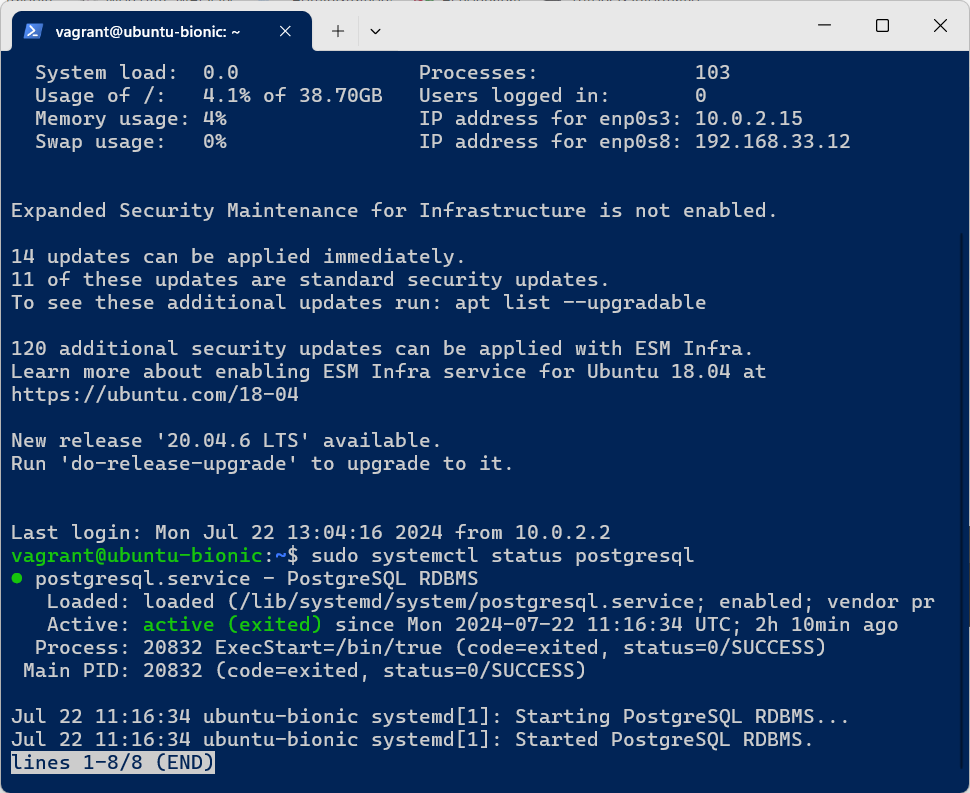 vagrant@ubuntu-bionic: ~
System load:  0.0                Processes:             103
Usage of /:   4.1% of 38.70GB   Users logged in:       0
Memory usage: 4%                IP address for enp0s3: 10.0.2.15
Swap usage:   0%                IP address for enp0s8: 192.168.33.12
Expanded Security Maintenance for Infrastructure is not enabled.
14 updates can be applied immediately.
11 of these updates are standard security updates.
To see these additional updates run: apt list --upgradable
120 additional security updates can be applied with ESM Infra.
Learn more about enabling ESM Infra service for Ubuntu 18.04 at
https://ubuntu.com/18-04
New release '20.04.6 LTS' available.
Run 'do-release-upgrade' to upgrade to it.
Last login: Mon Jul 22 13:04:16 2024 from 10.0.2.2
vagrant@ubuntu-bionic:~$ sudo systemctl status postgresql
● postgresql.service - PostgreSQL RDBMS
Loaded: loaded (/lib/systemd/system/postgresql.service; enabled; vendor pr
Active: active (exited) since Mon 2024-07-22 11:16:34 UTC; 2h 10min ago
Process: 20832 ExecStart=/bin/true (code=exited, status=0/SUCCESS)
Main PID: 20832 (code=exited, status=0/SUCCESS)
Jul 22 11:16:34 ubuntu-bionic systemd[1]: Starting PostgreSQL RDBMS...
Jul 22 11:16:34 ubuntu-bionic systemd[1]: Started PostgreSQL RDBMS.
lines 1-8/8 (END)